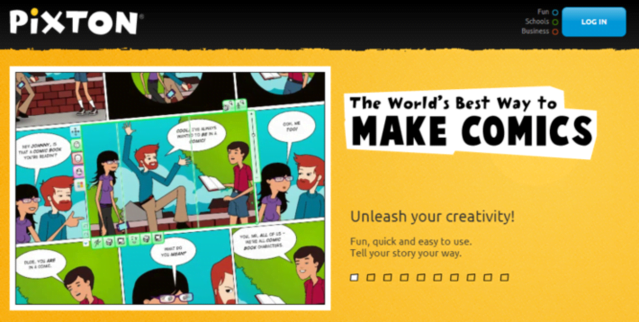 PiXTON®
Fun
Schools
Business
LOG IN
HEY JOHNNY, IS
THAT A COMIC BOOK
YOU'RE READIN'?
COOL, I'VE ALWAYS
WANTED TO BE IN A
COMIC!
OOH, ME
TOO!
DUDE, YOU ARE
IN A COMIC.
WHAT DO
YOU MEAN?
YOU, ME, ALL OF US -
WE'RE ALL COMIC
BOOK CHARACTERS.
The World's Best Way to
MAKE COMICS
Unleash your creativity!
Fun, quick and easy to use.
Tell your story your way.